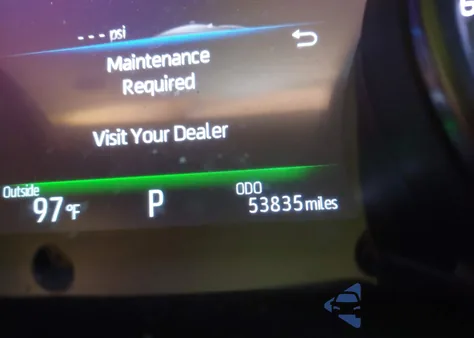 - - - psi
Maintenance
Required
Visit Your Dealer
Outside
97°F
P
ODO
53835 miles